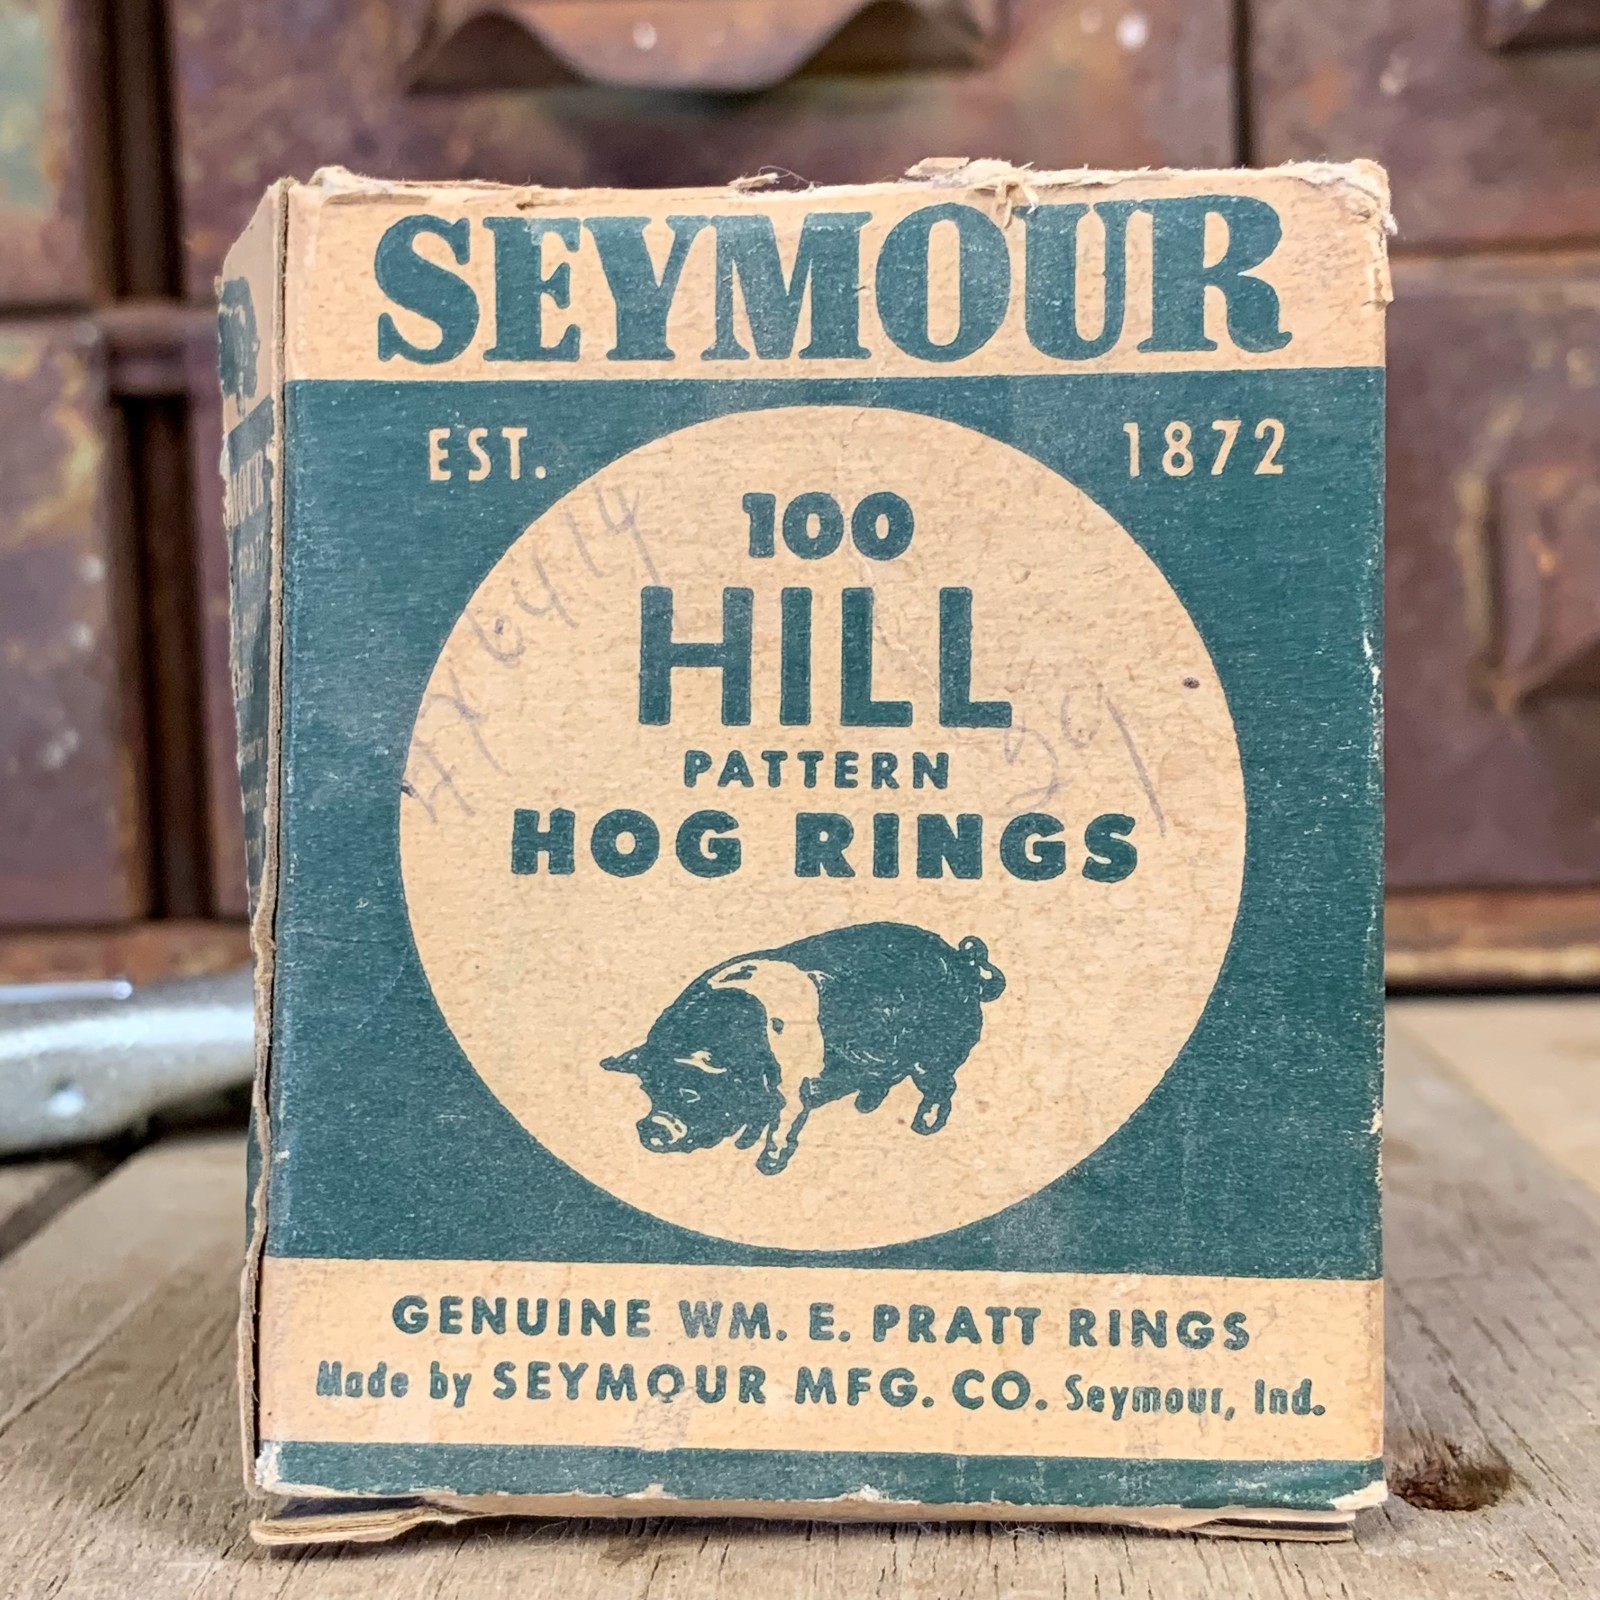 SEYMOUR
EST. 1872
100
HILL
PATTERN
HOG RINGS
GENUINE WM. E. PRATT RINGS
Made by SEYMOUR MFG. CO. Seymour, Ind.